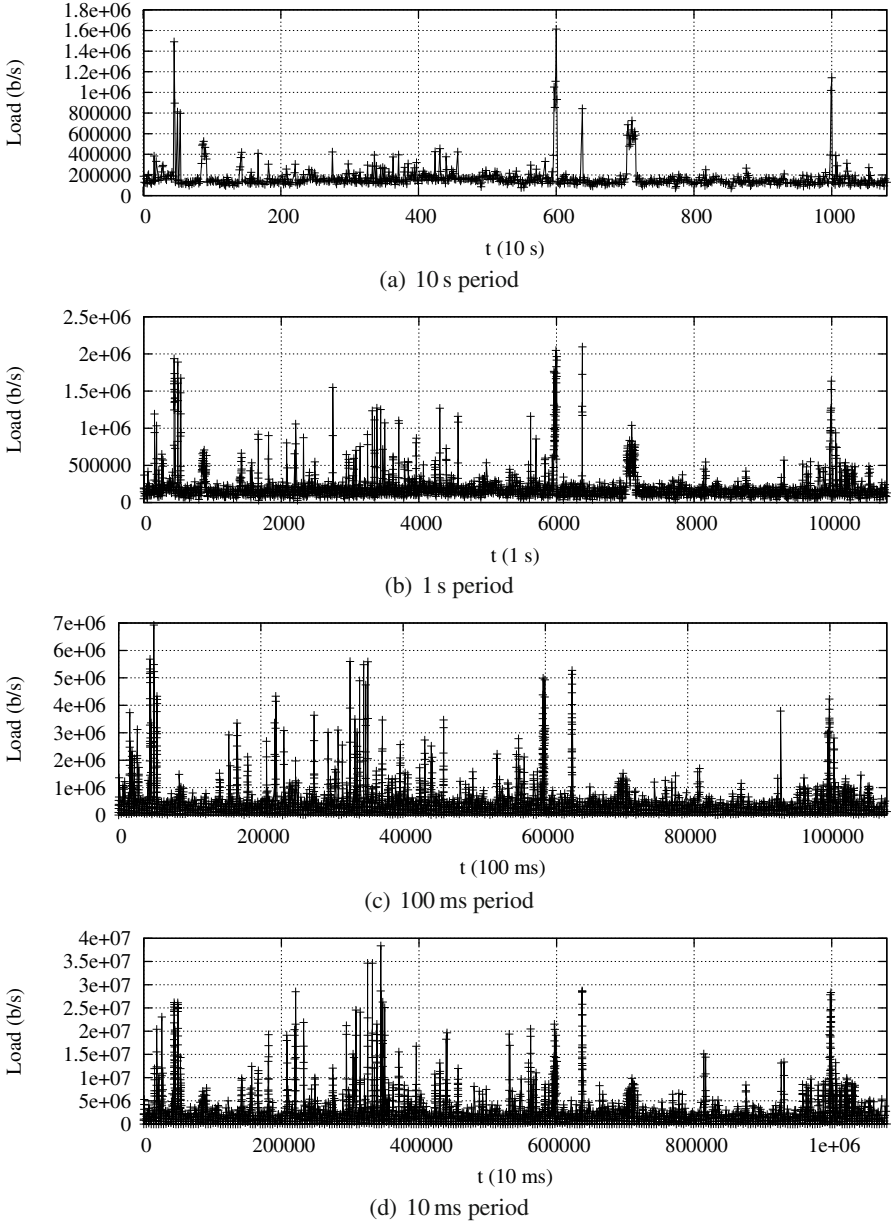 1.8e+06
1.6e+06
1.4e+06
1.2e+06
1e+06
800000
600000
400000
200000
0
Load (b/s)
0 200 400 600 800 1000
t (10 s)
(a) 10 s period
2.5e+06
2e+06
1.5e+06
1e+06
500000
0
Load (b/s)
0 2000 4000 6000 8000 10000
t (1 s)
(b) 1 s period
7e+06
6e+06
5e+06
4e+06
3e+06
2e+06
1e+06
0
Load (b/s)
0 20000 40000 60000 80000 100000
t (100 ms)
(c) 100 ms period
4e+07
3.5e+07
3e+07
2.5e+07
2e+07
1.5e+07
1e+07
5e+06
0
Load (b/s)
0 200000 400000 600000 800000 1e+06
t (10 ms)
(d) 10 ms period